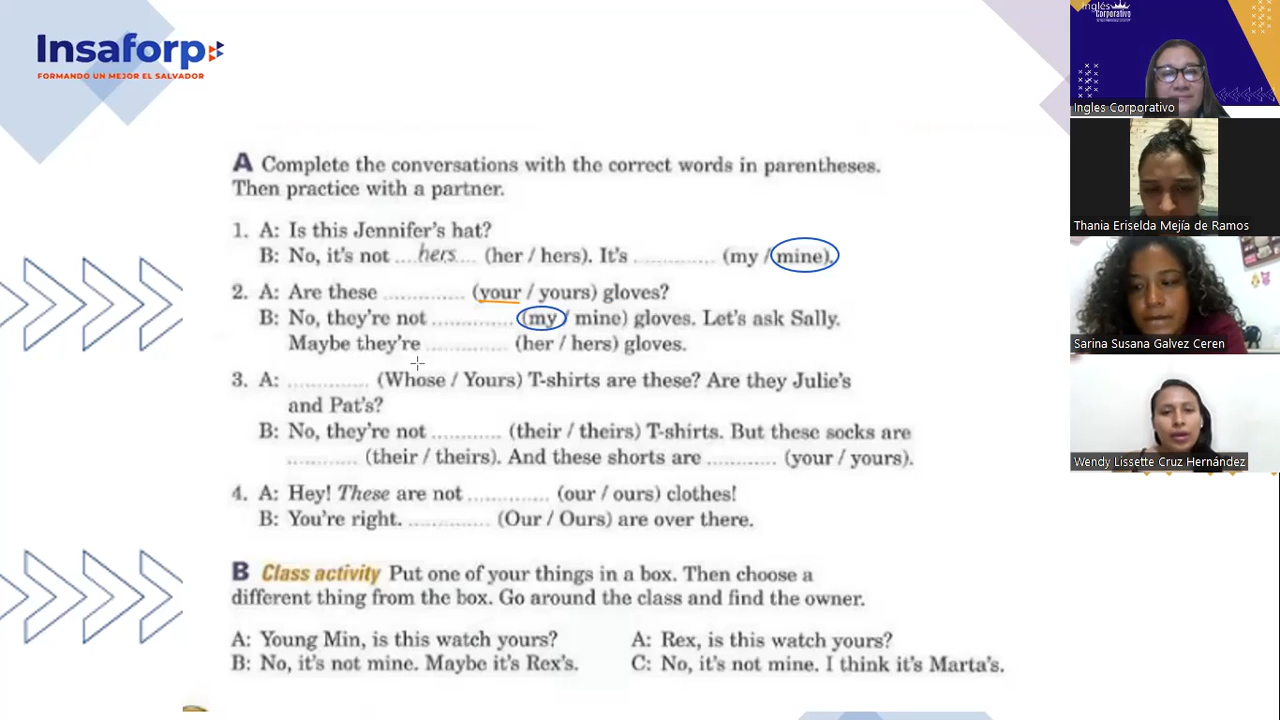 Insaforp
FORMANDO UN MEJOR EL SALVADOR
A Complete the conversations with the correct words in parentheses.
Then practice with a partner.
1. A: Is this Jennifer's hat?
B: No, it's not ....hers.... (her / hers). It's ............ (my / mine).
2. A: Are these ............ (your / yours) gloves?
B: No, they're not ............ (my / mine) gloves. Let's ask Sally.
Maybe they're ............ (her / hers) gloves.
3. A: ............ (Whose / Yours) T-shirts are these? Are they Julie's
and Pat's?
B: No, they're not ............ (their / theirs) T-shirts. But these socks are
............ (their / theirs). And these shorts are ............ (your / yours).
4. A: Hey! These are not ............ (our / ours) clothes!
B: You're right. ............ (Our / Ours) are over there.
B Class activity Put one of your things in a box. Then choose a
different thing from the box. Go around the class and find the owner.
A: Young Min, is this watch yours?
B: No, it's not mine. Maybe it's Rex's.
A: Rex, is this watch yours?
C: No, it's not mine. I think it's Marta's.
Inglés
Corporativo
Ingles Corporativo
Thania Eriselda Mejía de Ramos
Sarina Susana Galvez Ceren
Wendy Lissette Cruz Hernández